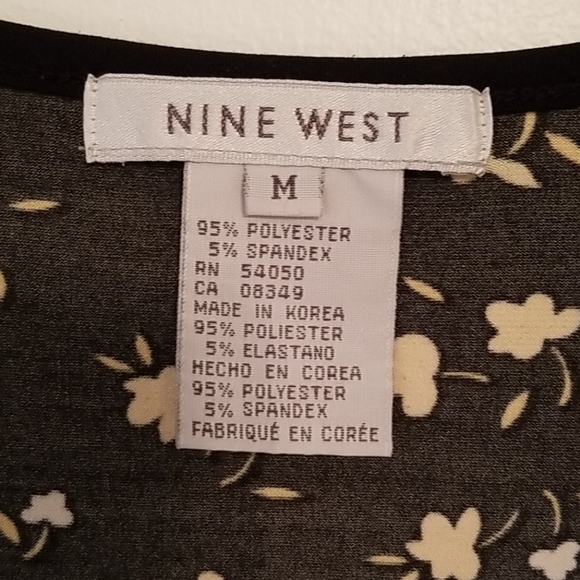 NINE WEST
M
95% POLYESTER
5% SPANDEX
RN 54050
CA 08349
MADE IN KOREA
95% POLIESTER
5% ELASTANO
HECHO EN COREA
95% POLYESTER
5% SPANDEX
FABRIQUÉ EN CORÉE